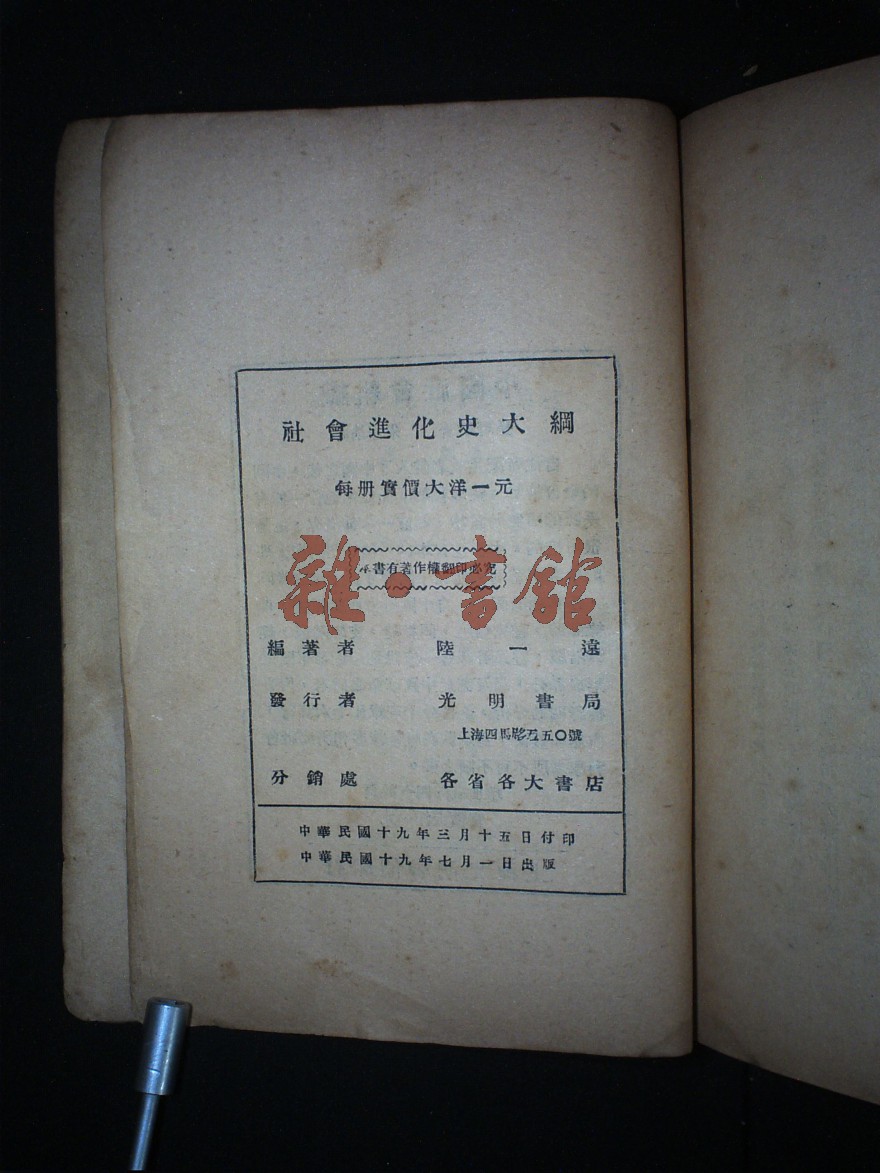 社會進化史大綱
每册實價大洋一元
本書有著作權翻印必究
雜·書館
編著者 陸一遠
發行者 光明書局
上海四馬路五五〇號
分銷處 各省各大書店
中華民國十九年三月十五日付印
中華民國十九年七月一日出版